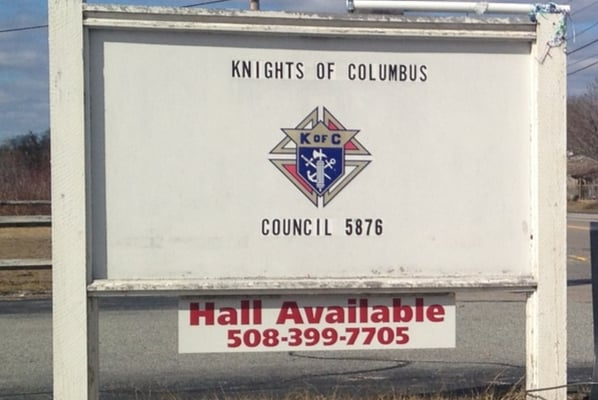 KNIGHTS OF COLUMBUS
K OF C
COUNCIL 5876
Hall Available
508-399-7705